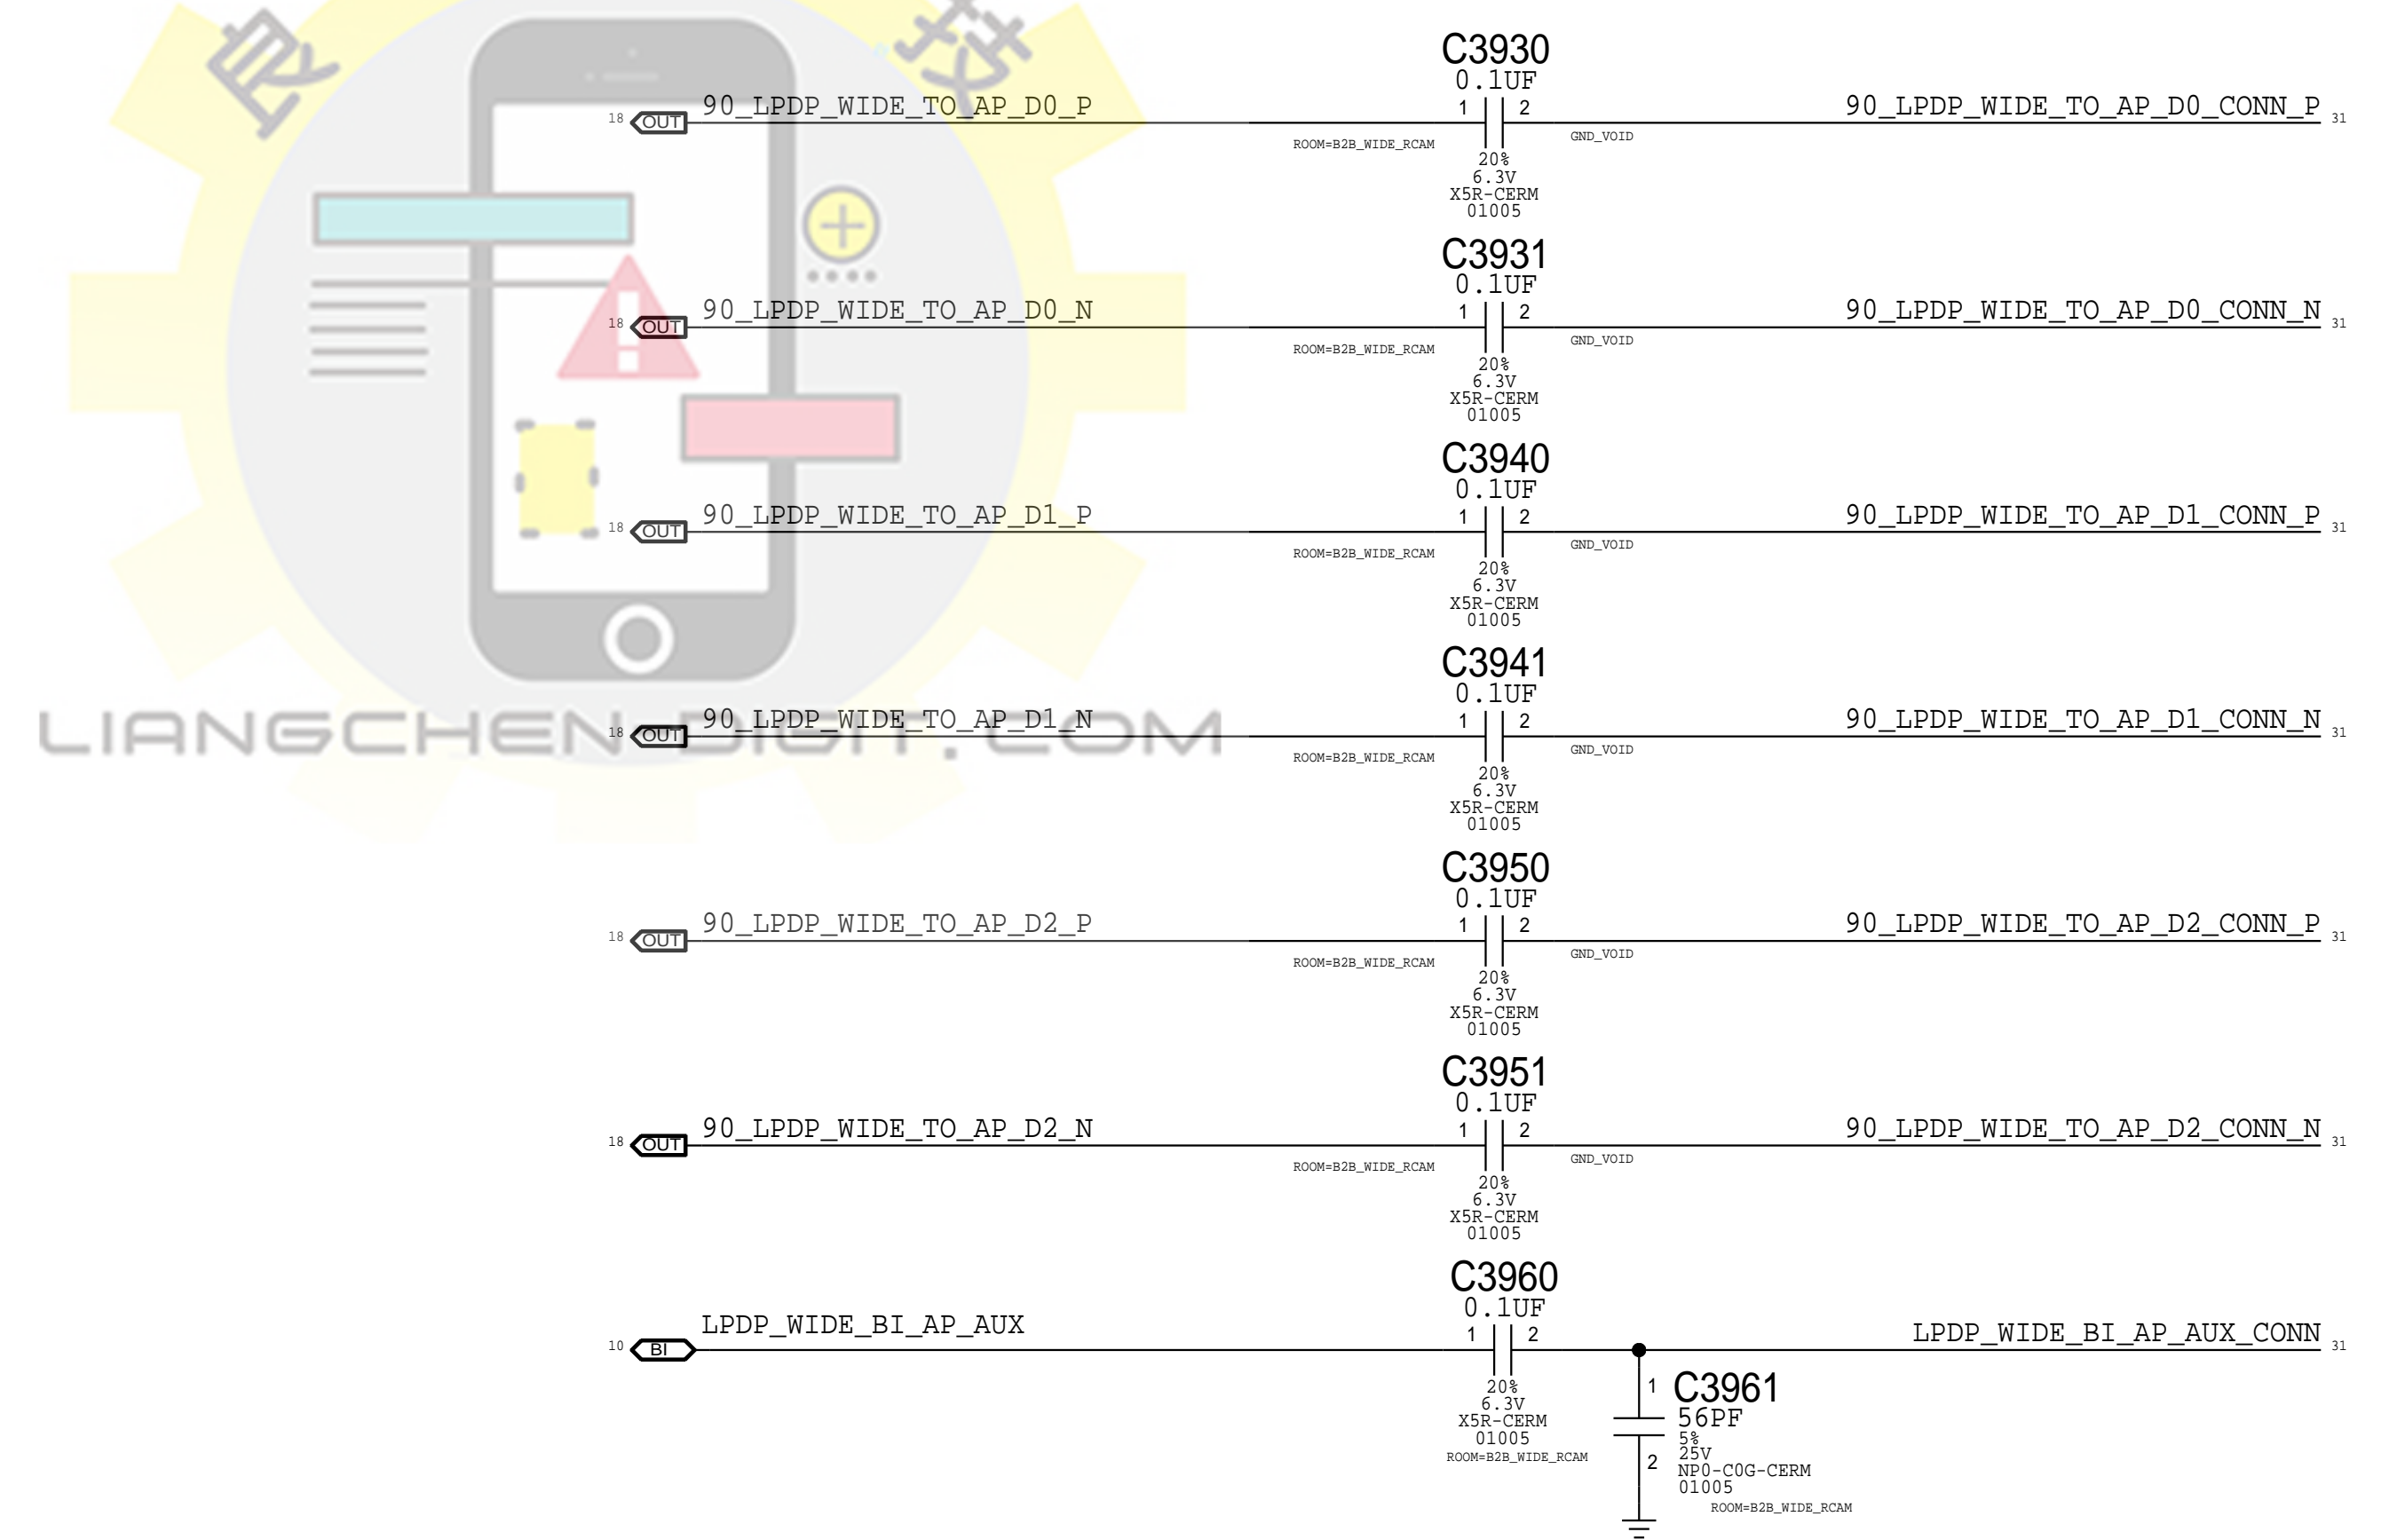 C3930
0.1UF
18 OUT 90_LPDP_WIDE_TO_AP_D0_P 1 2 90_LPDP_WIDE_TO_AP_D0_CONN_P 31
ROOM=B2B_WIDE_RCAM GND_VOID
20%
6.3V
X5R-CERM
01005
C3931
0.1UF
18 OUT 90_LPDP_WIDE_TO_AP_D0_N 1 2 90_LPDP_WIDE_TO_AP_D0_CONN_N 31
ROOM=B2B_WIDE_RCAM GND_VOID
20%
6.3V
X5R-CERM
01005
C3940
0.1UF
18 OUT 90_LPDP_WIDE_TO_AP_D1_P 1 2 90_LPDP_WIDE_TO_AP_D1_CONN_P 31
ROOM=B2B_WIDE_RCAM GND_VOID
20%
6.3V
X5R-CERM
01005
C3941
0.1UF
18 OUT 90_LPDP_WIDE_TO_AP_D1_N 1 2 90_LPDP_WIDE_TO_AP_D1_CONN_N 31
LIANGCHEN-DIGIT.COM
ROOM=B2B_WIDE_RCAM GND_VOID
20%
6.3V
X5R-CERM
01005
C3950
0.1UF
18 OUT 90_LPDP_WIDE_TO_AP_D2_P 1 2 90_LPDP_WIDE_TO_AP_D2_CONN_P 31
ROOM=B2B_WIDE_RCAM GND_VOID
20%
6.3V
X5R-CERM
01005
C3951
0.1UF
18 OUT 90_LPDP_WIDE_TO_AP_D2_N 1 2 90_LPDP_WIDE_TO_AP_D2_CONN_N 31
ROOM=B2B_WIDE_RCAM GND_VOID
20%
6.3V
X5R-CERM
01005
C3960
0.1UF
10 BI LPDP_WIDE_BI_AP_AUX 1 2 LPDP_WIDE_BI_AP_AUX_CONN 31
20%
6.3V
X5R-CERM
01005
ROOM=B2B_WIDE_RCAM
1 C3961
56PF
5%
25V
2 NP0-C0G-CERM
01005
ROOM=B2B_WIDE_RCAM